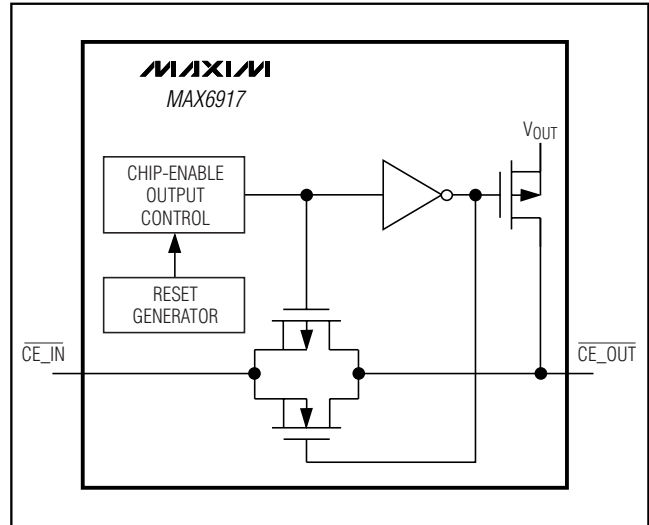 MAXIM
MAX6917
VOUT
CHIP-ENABLE
OUTPUT
CONTROL
RESET
GENERATOR
CE_IN
CE_OUT